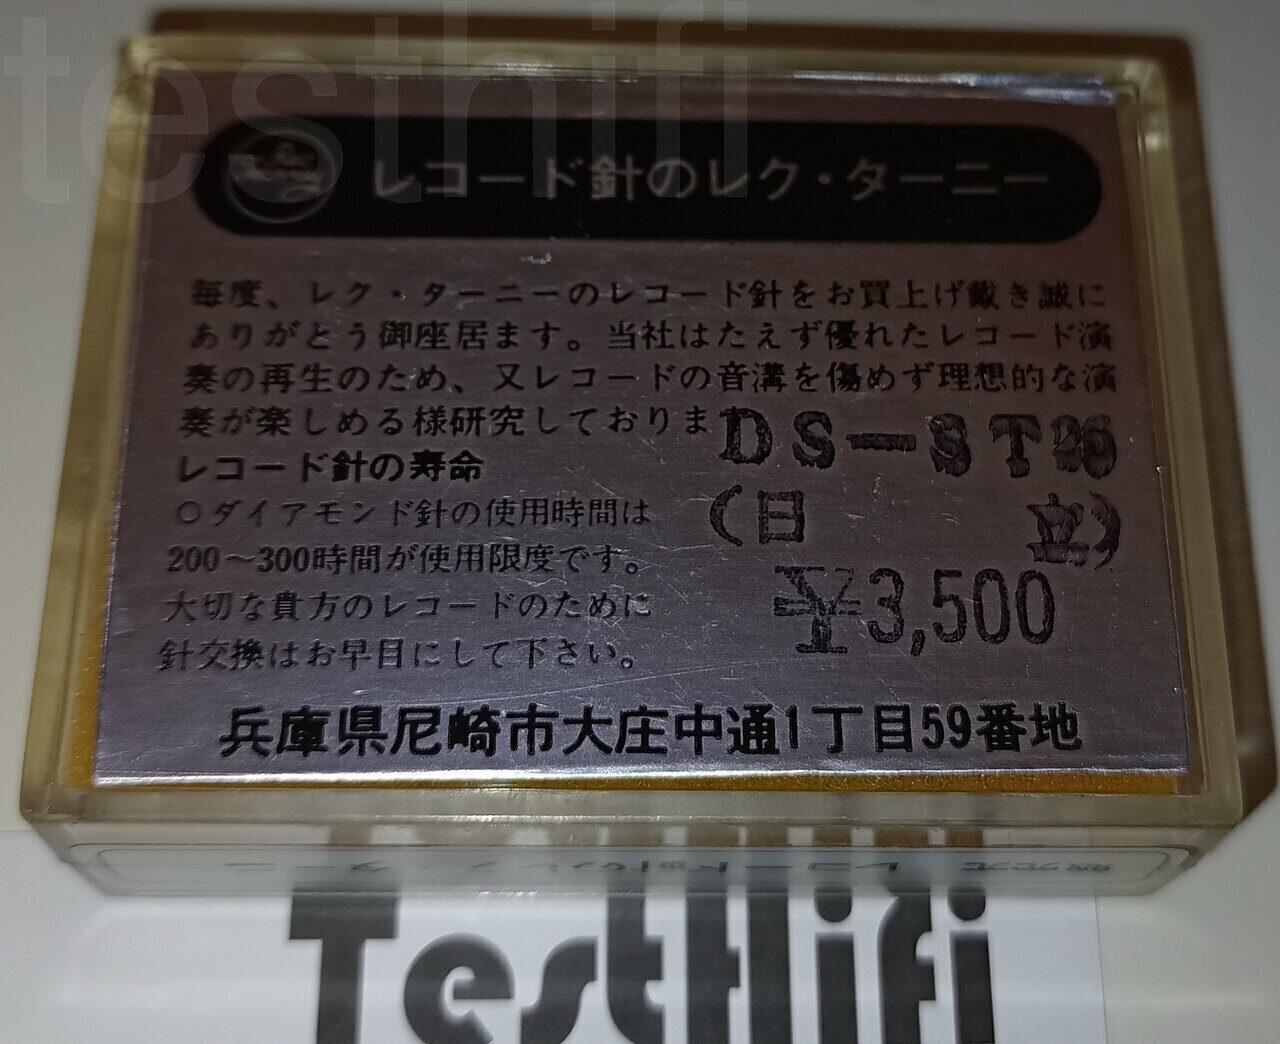 testhifi
レコード針のレク・ターニー
毎度、レク・ターニーのレコード針をお買上げ戴き誠に
ありがとう御座居ます。当社はたえず優れたレコード演
奏の再生のため、又レコードの音溝を傷めず理想的な演
奏が楽しめる様研究しておりま
DS-ST26
レコード針の寿命
(日立)
○ダイアモンド針の使用時間は
200～300時間が使用限度です。
¥3,500
大切な貴方のレコードのために
針交換はお早目にして下さい。
兵庫県尼崎市大庄中通1丁目59番地
TestHifi